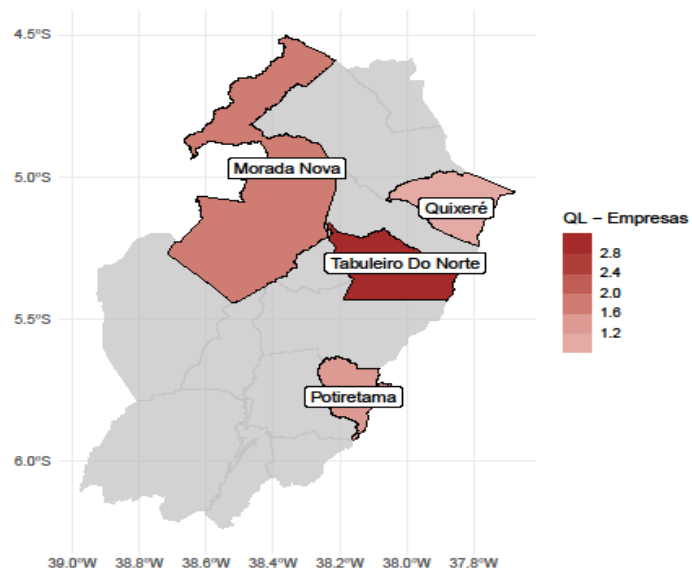 4.5°S
5.0°S
5.5°S
6.0°S
Morada Nova
Quixeré
Tabuleiro Do Norte
Potiretama
QL – Empresas
2.8
2.4
2.0
1.6
1.2
39.0°W 38.8°W 38.6°W 38.4°W 38.2°W 38.0°W 37.8°W